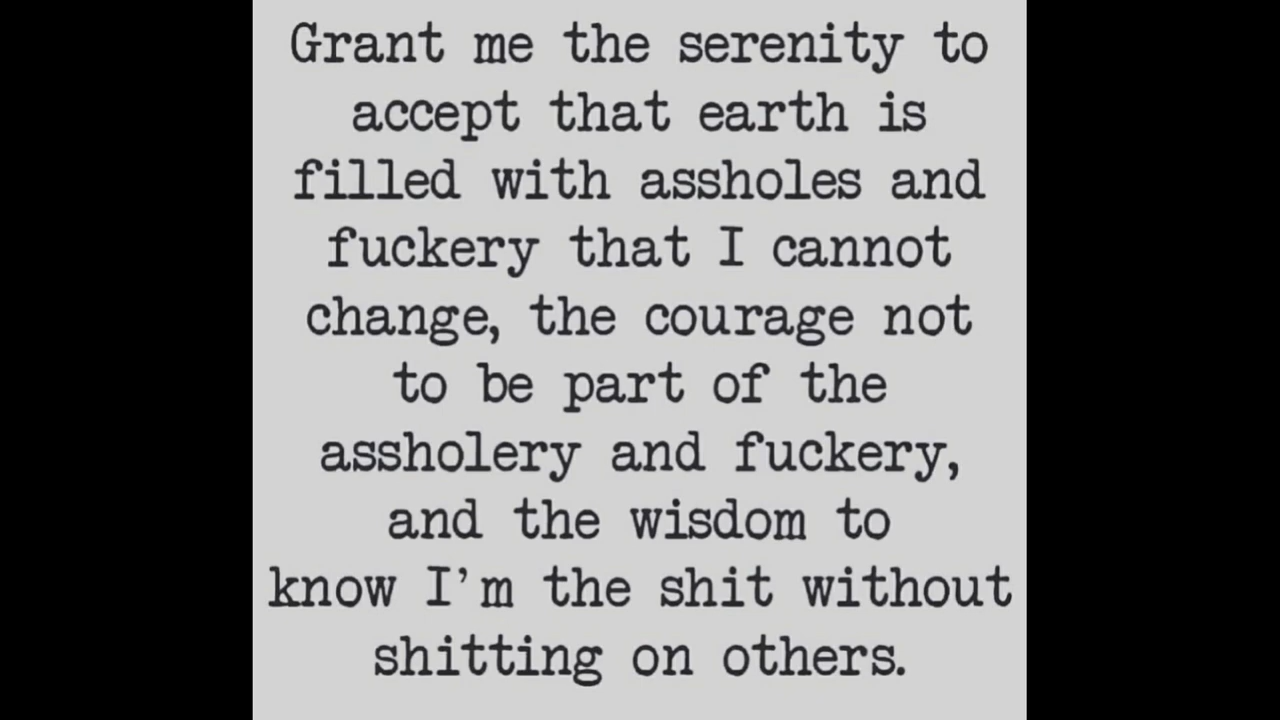 Grant me the serenity to
accept that earth is
filled with assholes and
fuckery that I cannot
change, the courage not
to be part of the
assholery and fuckery,
and the wisdom to
know I’m the shit without
shitting on others.